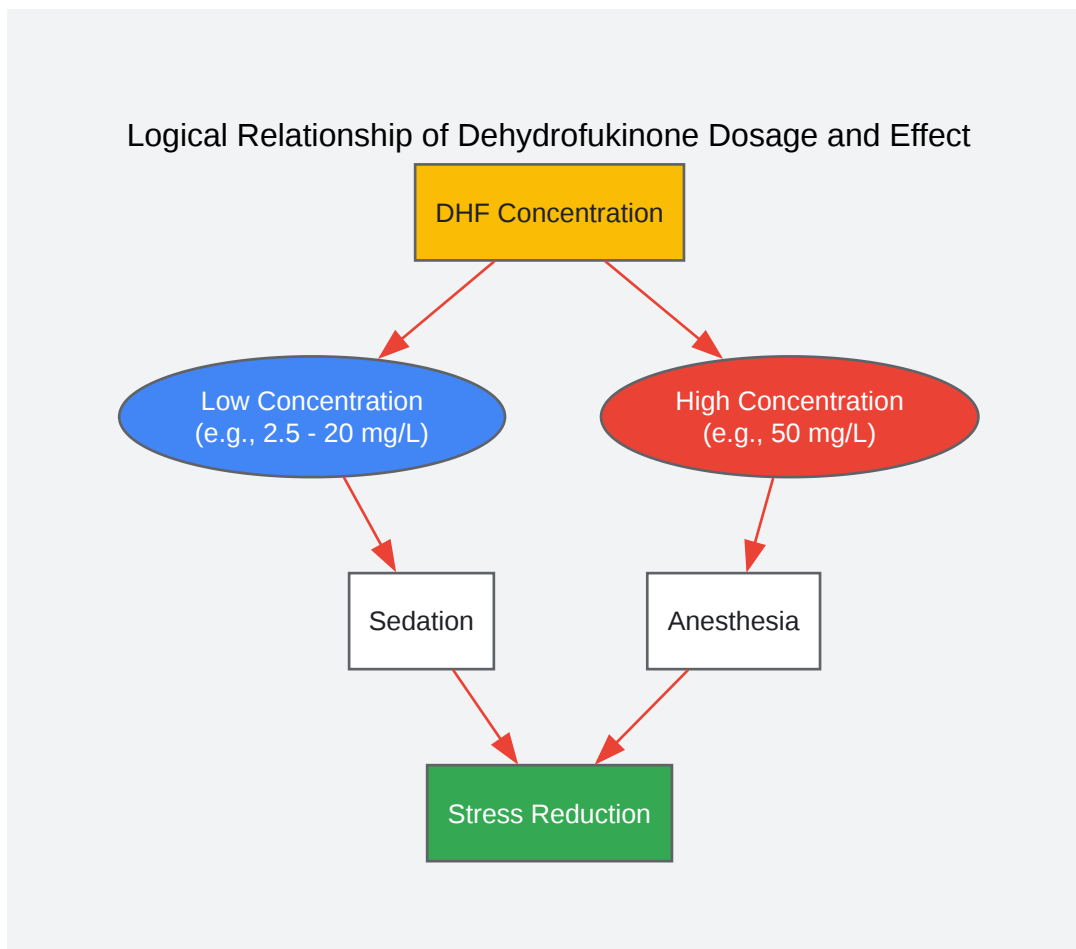 Logical Relationship of Dehydrofukinone Dosage and Effect
DHF Concentration
Low Concentration
(e.g., 2.5 - 20 mg/L)
High Concentration
(e.g., 50 mg/L)
Sedation
Anesthesia
Stress Reduction